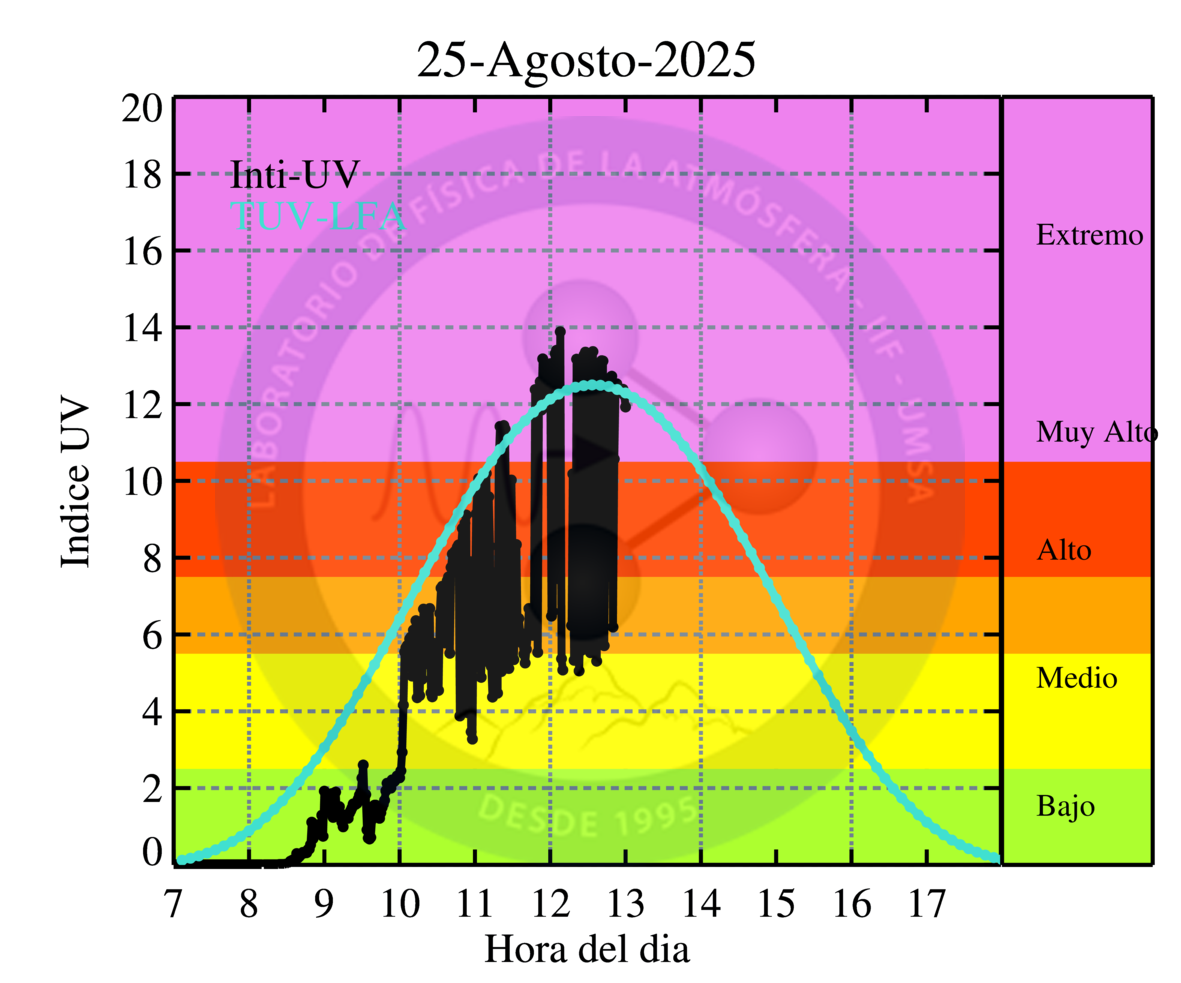 25-Agosto-2025
20
18
16
14
12
10
8
6
4
2
0
Indice UV
Inti-UV
TUV-LFA
LABORATORIO DE FÍSICA DE LA ATMÓSFERA - IIF - UMSA
DESDE 1995
Extremo
Muy Alto
Alto
Medio
Bajo
7 8 9 10 11 12 13 14 15 16 17
Hora del dia